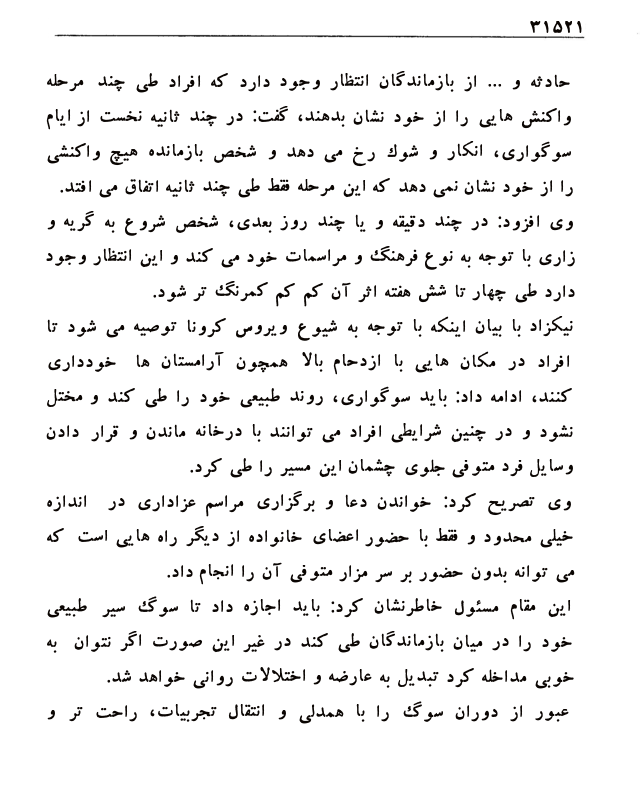 ۳۱۵۲۱
حادثه و ... از بازماندگان انتظار وجود دارد که افراد طی چند مرحله
واکنش هایی را از خود نشان بدهند، گفت: در چند ثانیه نخست از ایام
سوگواری، انکار و شوك رخ می دهد و شخص بازمانده هیچ واکنشی
را از خود نشان نمی دهد که این مرحله فقط طی چند ثانیه اتفاق می افتد.
وی افزود: در چند دقیقه و یا چند روز بعدی، شخص شروع به گریه و
زاری با توجه به نوع فرهنگ و مراسمات خود می کند و این انتظار وجود
دارد طی چهار تا شش هفته اثر آن کم کم کمرنگ تر شود.
نیکزاد با بیان اینکه با توجه به شیوع ویروس کرونا توصیه می شود تا
افراد در مکان هایی با ازدحام بالا همچون آرامستان ها خودداری
کنند، ادامه داد: باید سوگواری، روند طبیعی خود را طی کند و مختل
نشود و در چنین شرایطی افراد می توانند با درخانه ماندن و قرار دادن
وسایل فرد متوفی جلوی چشمان این مسیر را طی کرد.
وی تصریح کرد: خواندن دعا و برگزاری مراسم عزاداری در اندازه
خیلی محدود و فقط با حضور اعضای خانواده از دیگر راه هایی است که
می توانه بدون حضور بر سر مزار متوفی آن را انجام داد.
این مقام مسئول خاطرنشان کرد: باید اجازه داد تا سوگ سیر طبیعی
خود را در میان بازماندگان طی کند در غیر این صورت اگر نتوان به
خوبی مداخله کرد تبدیل به عارضه و اختلالات روانی خواهد شد.
عبور از دوران سوگ را با همدلی و انتقال تجربیات، راحت تر و